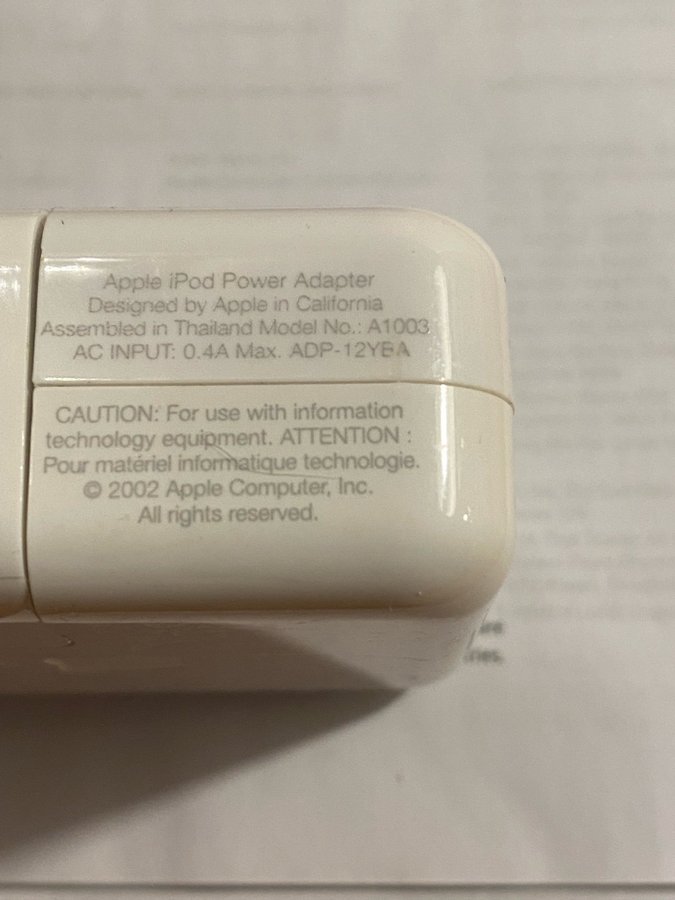 Apple iPod Power Adapter
Designed by Apple in California
Assembled in Thailand Model No.: A1003
AC INPUT: 0.4A Max. ADP-12YBA
CAUTION: For use with information
technology equipment. ATTENTION :
Pour matériel informatique technologie.
© 2002 Apple Computer, Inc.
All rights reserved.